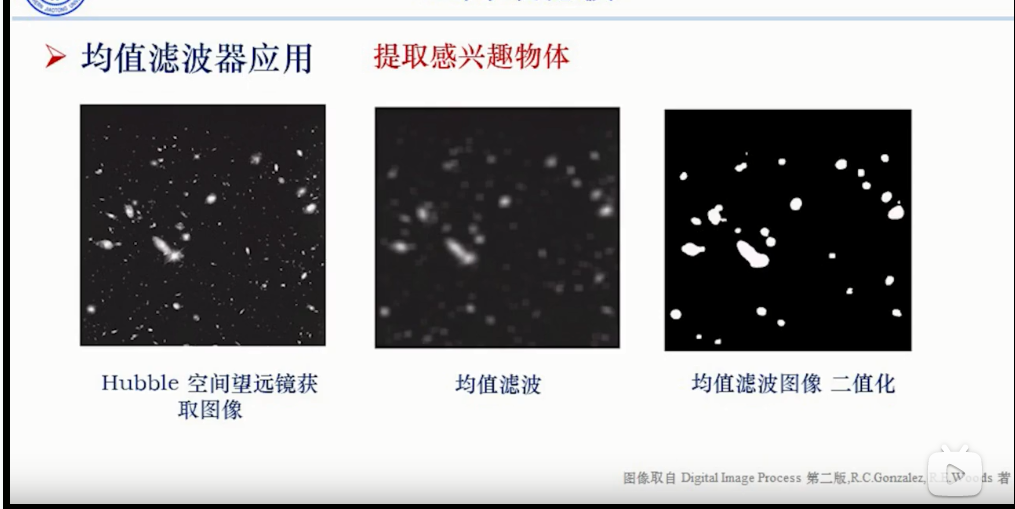 均值滤波器应用 提取感兴趣物体
Hubble 空间望远镜获
取图像
均值滤波
均值滤波图像 二值化
图像取自 Digital Image Process 第二版,R.C.Gonzalez, R.E.Woods 著